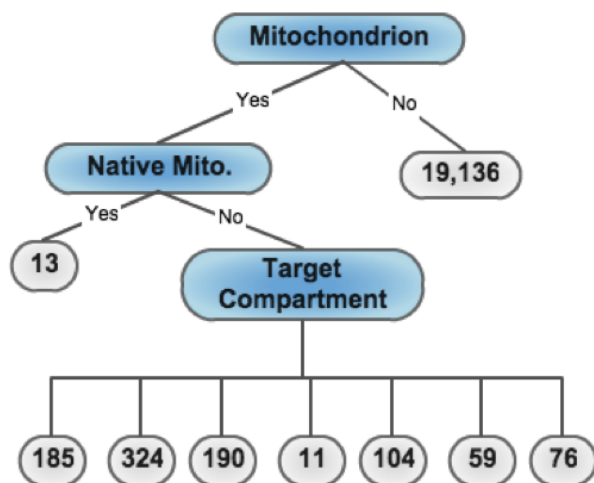 Mitochondrion
Yes
No
Native Mito.
19,136
Yes
No
13
Target
Compartment
185 324 190 11 104 59 76